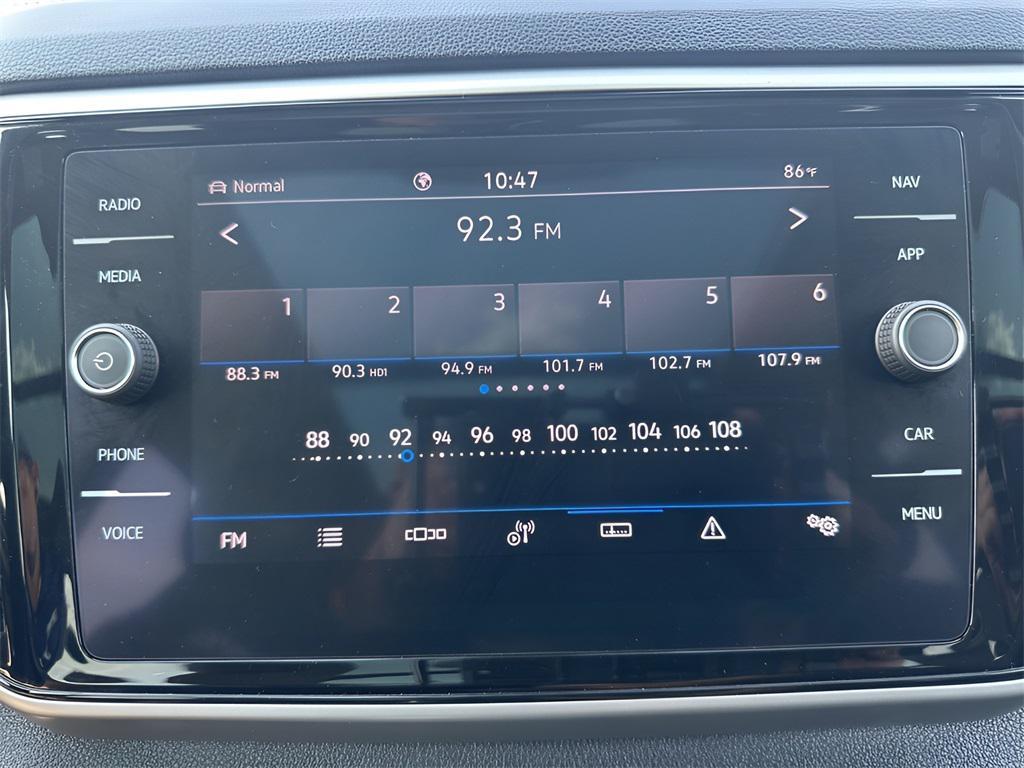 Normal 10:47 86°F
RADIO
NAV
92.3 FM
MEDIA
APP
1 2 3 4 5 6
88.3 FM 90.3 HD1 94.9 FM 101.7 FM 102.7 FM 107.9 FM
88 90 92 94 96 98 100 102 104 106 108
PHONE
CAR
VOICE
MENU
FM